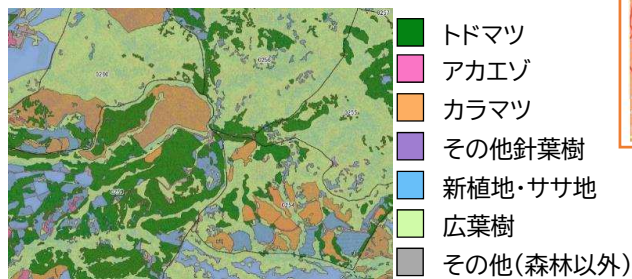 トドマツ
アカエゾ
カラマツ
その他針葉樹
新植地・ササ地
広葉樹
その他(森林以外)